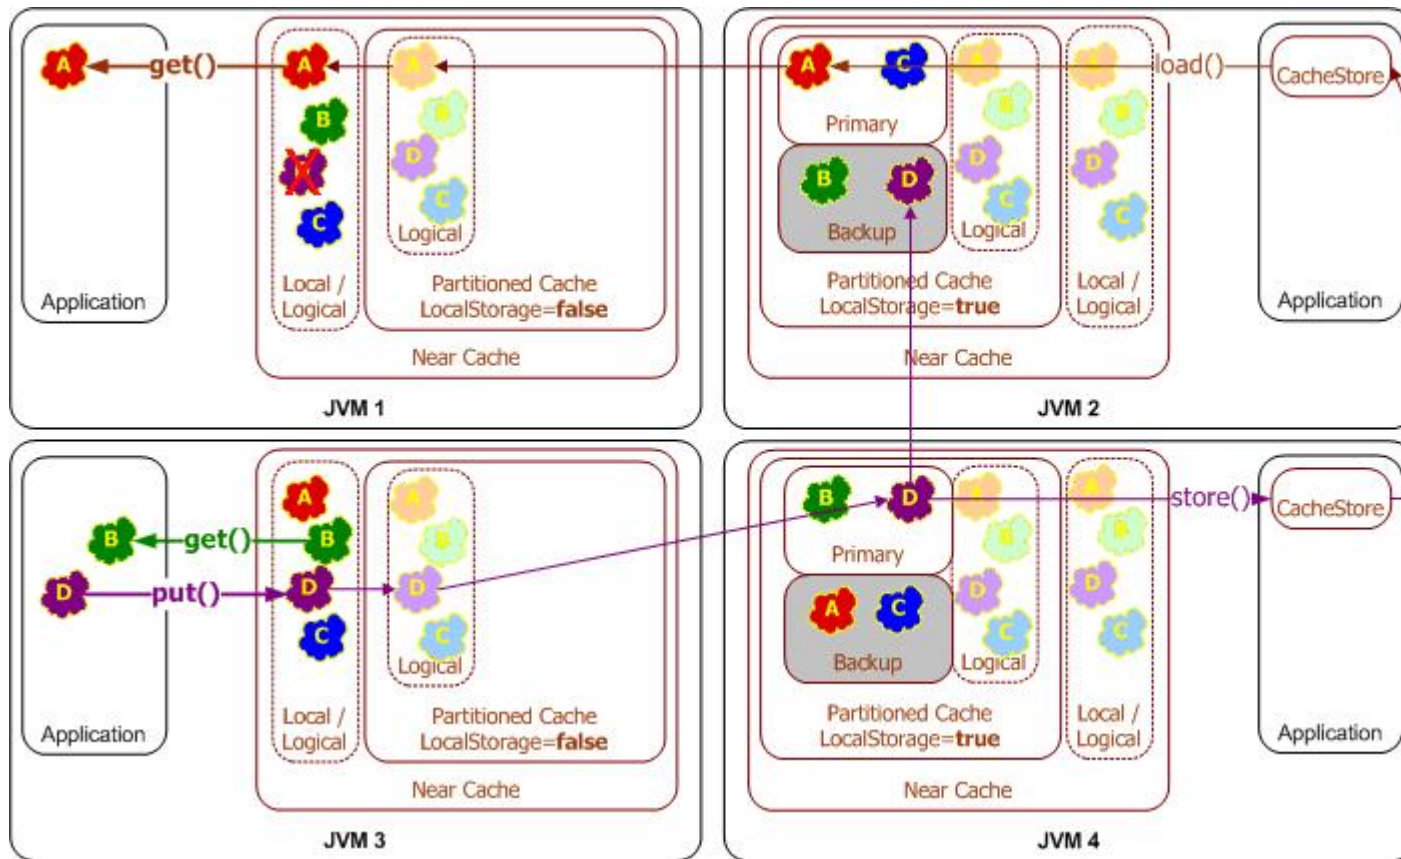 A
get()
A
A
B
B
D
C
C
Logical
Application
Local /
Logical
Partitioned Cache
LocalStorage=false
Near Cache
JVM 1
A
C
Primary
A
B
D
C
Logical
A
B
D
C
load()
CacheStore
B
D
Backup
Partitioned Cache
LocalStorage=true
Local /
Logical
Application
Near Cache
JVM 2
A
A
B
get()
B
B
D
put()
D
D
C
C
Logical
Application
Local /
Logical
Partitioned Cache
LocalStorage=false
Near Cache
JVM 3
B
D
Primary
A
B
D
C
Logical
A
B
D
C
store()
CacheStore
A
C
Backup
Partitioned Cache
LocalStorage=true
Local /
Logical
Application
Near Cache
JVM 4